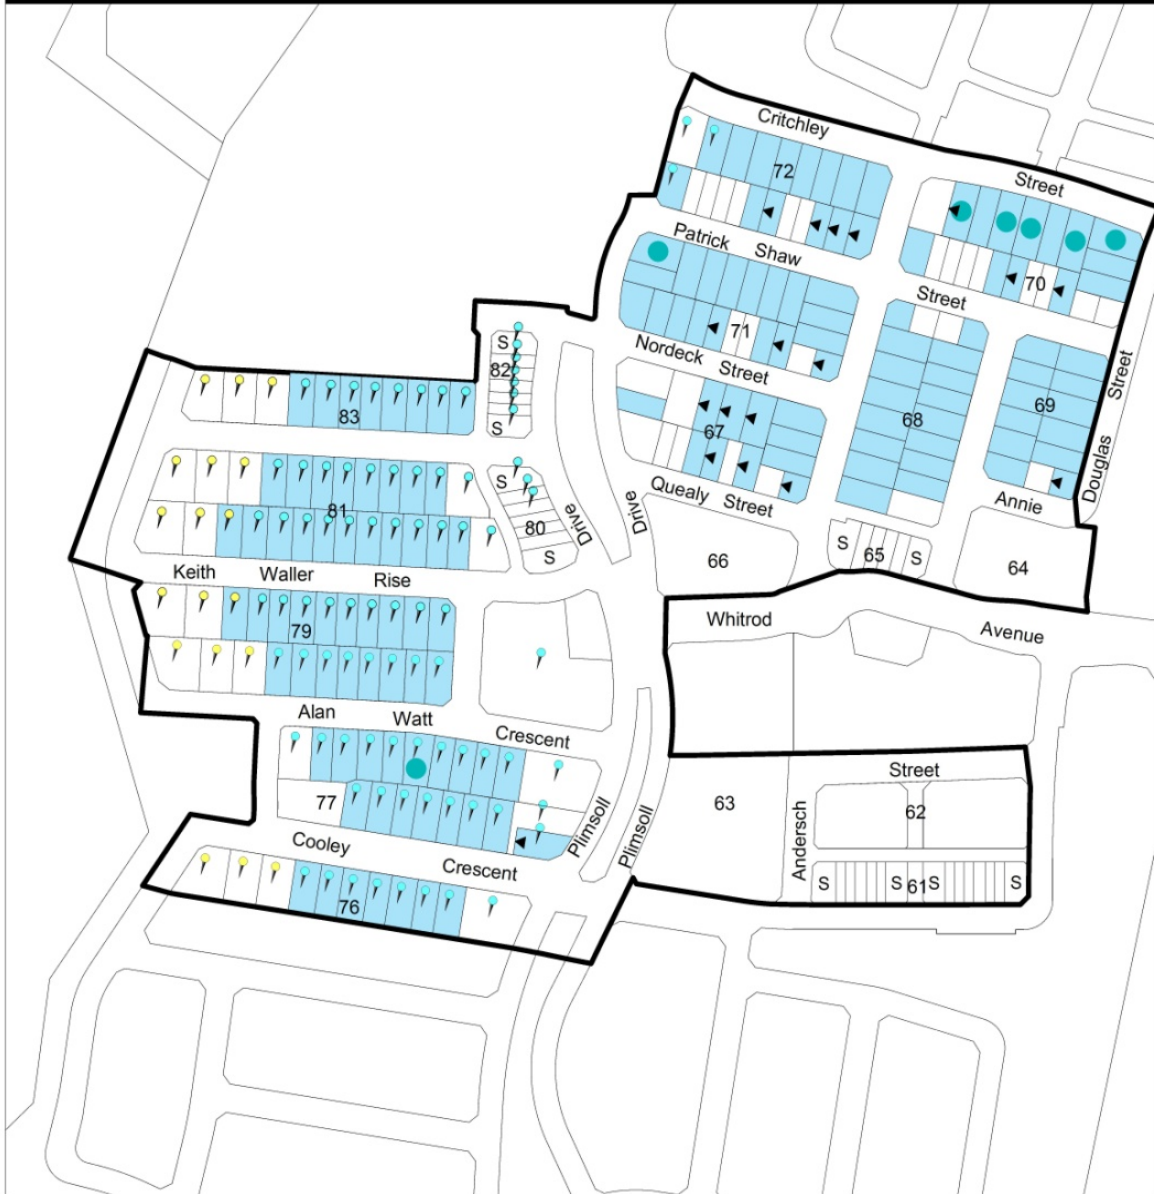 Critchley
Street
72
Patrick Shaw
Street
70
71
Nordeck Street
68
69
67
Douglas Street
Quealy Street
Annie
Drive
Drive
66
S 65 S
64
Whitrod Avenue
S
82
S
83
S
80
S
81
Keith Waller Rise
79
Alan Watt Crescent
77
Plimsoll
Plimsoll
63
Street
Andersch
62
S S 61 S S
Cooley Crescent
76